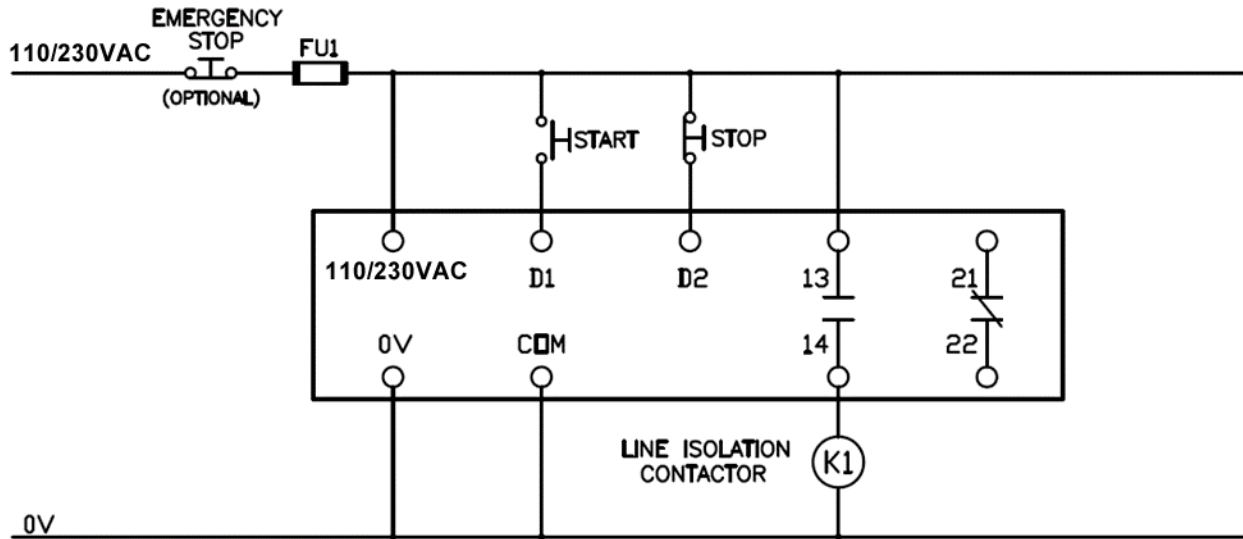 EMERGENCY
STOP
110/230VAC
FU1
(OPTIONAL)
START
STOP
110/230VAC
D1
D2
13
21
0V
COM
14
22
LINE ISOLATION
CONTACTOR
K1
0V